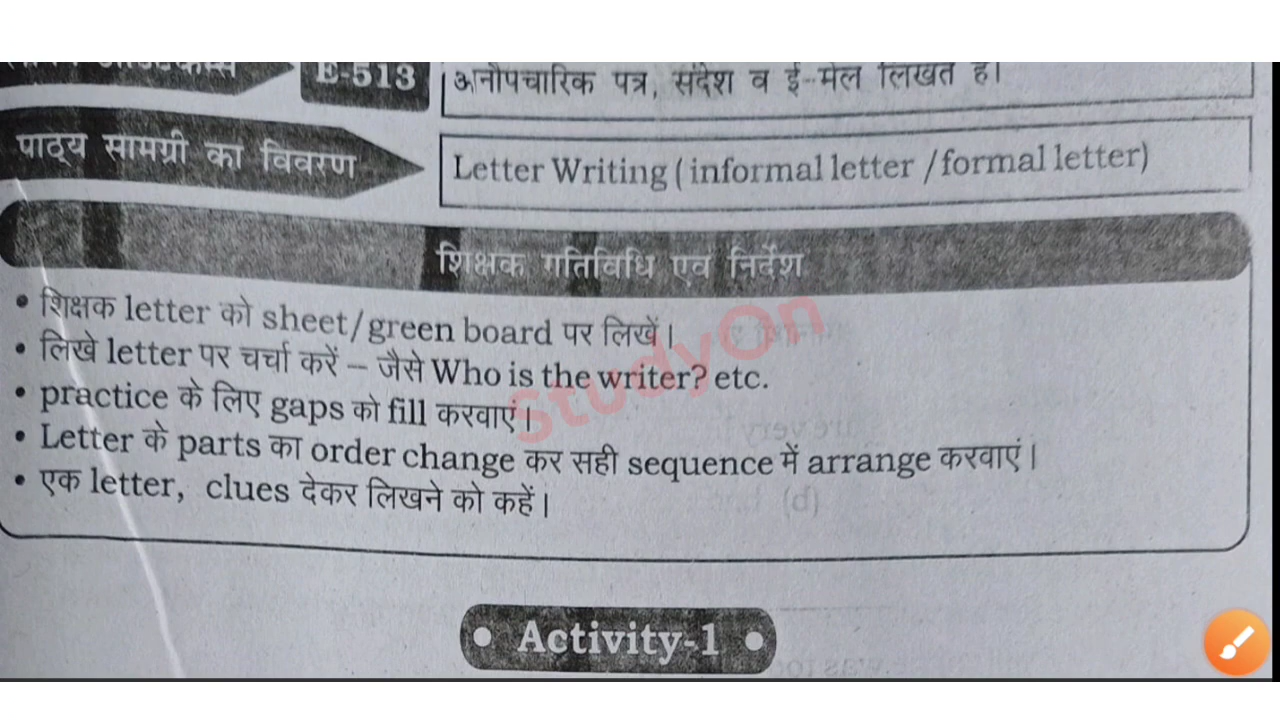 E-513
अनौपचारिक पत्र, संदेश व ई-मेल लिखते हैं।
पाठ्य सामग्री का विवरण
Letter Writing ( informal letter / formal letter)
शिक्षक गतिविधि एवं निर्देश
• शिक्षक letter को sheet/green board पर लिखें।
• लिखे letter पर चर्चा करें – जैसे Who is the writer? etc.
• practice के लिए gaps को fill करवाएं।
• Letter के parts का order change कर सही sequence में arrange करवाएं।
• एक letter, clues देकर लिखने को कहें।
StudyOn
• Activity-1 •